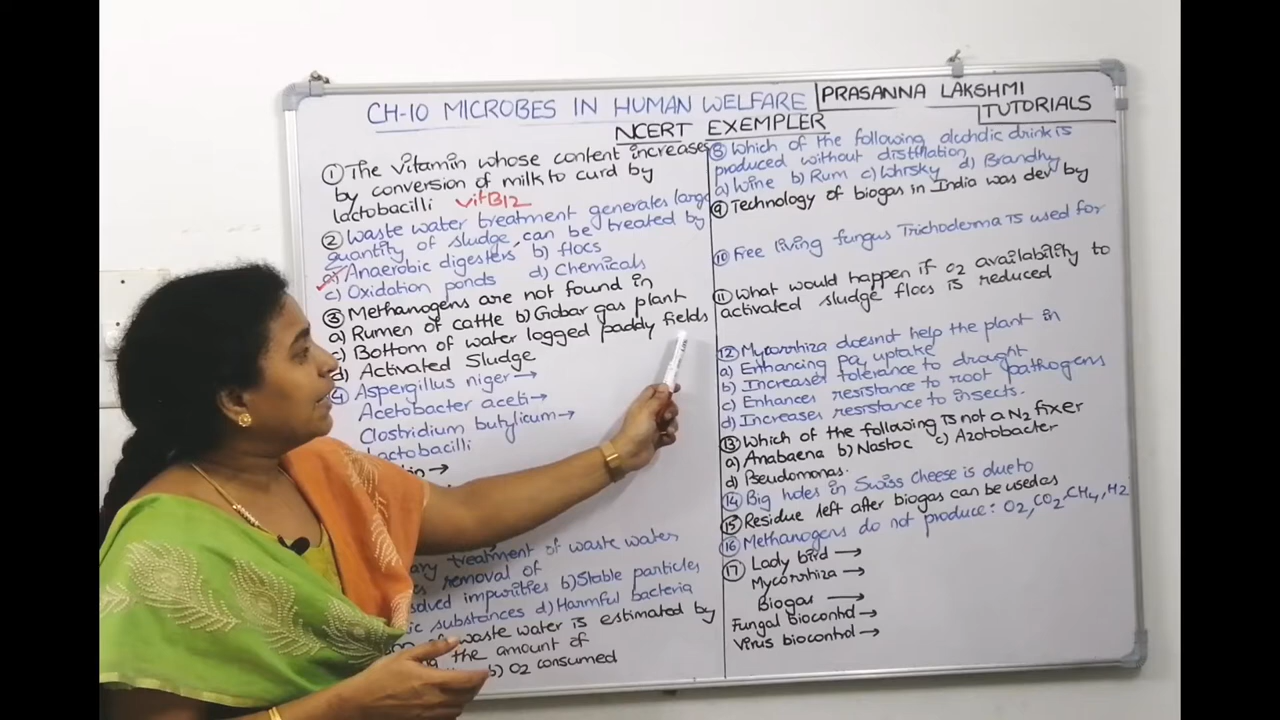 CH-10 MICROBES IN HUMAN WELFARE
PRASANNA LAKSHMI
TUTORIALS
NCERT EXEMPLER
① The vitamin whose content increases
by conversion of milk to curd by
lactobacilli Vit B12
② Waste water treatment generates large
quantity of sludge, can be treated by
a) Anaerobic digesters b) flocs
c) Oxidation ponds d) Chemicals
③ Methanogens are not found in
a) Rumen of cattle b) Gobar gas plant
c) Bottom of water logged paddy fields
d) Activated Sludge
④ Aspergillus niger →
Acetobacter aceti →
Clostridium butylicum →
Lactobacilli
treatment of waste water
removal of
impurities b) Stable particles
substances d) Harmful bacteria
of waste water is estimated by
the amount of
b) O2 consumed
⑧ Which of the following alcoholic drink is
produced without distillation
a) Wine b) Rum c) Whisky d) Brandhy
⑨ Technology of biogas in India was dev by
⑩ Free living fungus Trichoderma is used for
⑪ What would happen if O2 availability to
activated sludge flocs is reduced
⑫ Mycorrhiza doesnot help the plant in
a) Enhancing PO4 uptake
b) Increases tolerance to drought
c) Enhances resistance to root pathogens
d) Increases resistance to insects.
⑬ Which of the following is not a N2 fixer
a) Anabaena b) Nostoc c) Azotobacter
d) Pseudomonas.
⑭ Big holes in Swiss Cheese is due to
⑮ Residue left after biogas can be used as
⑯ Methanogens do not produce: O2, CO2, CH4, H2
⑰ Lady bird →
Mycorrhiza →
Biogas →
Fungal Biocontrol →
Virus biocontrol →